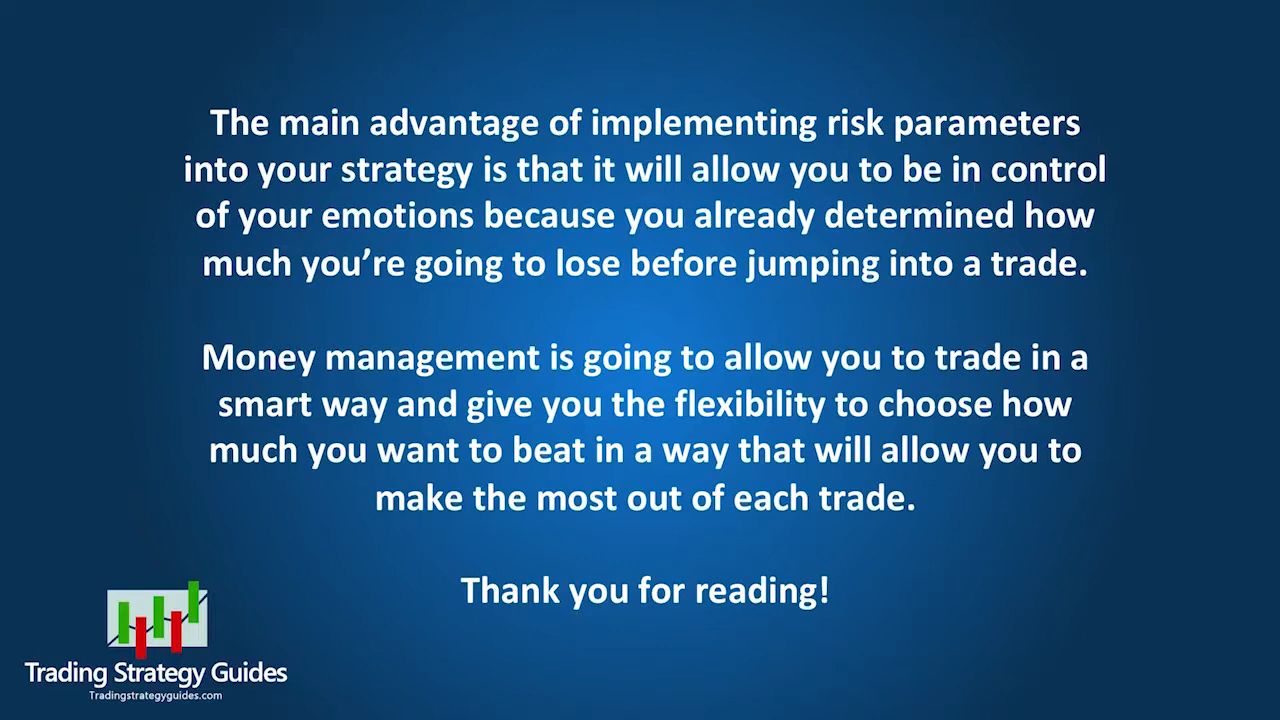 The main advantage of implementing risk parameters
into your strategy is that it will allow you to be in control
of your emotions because you already determined how
much you’re going to lose before jumping into a trade.
Money management is going to allow you to trade in a
smart way and give you the flexibility to choose how
much you want to beat in a way that will allow you to
make the most out of each trade.
Thank you for reading!
Trading Strategy Guides
Tradingstrategyguides.com